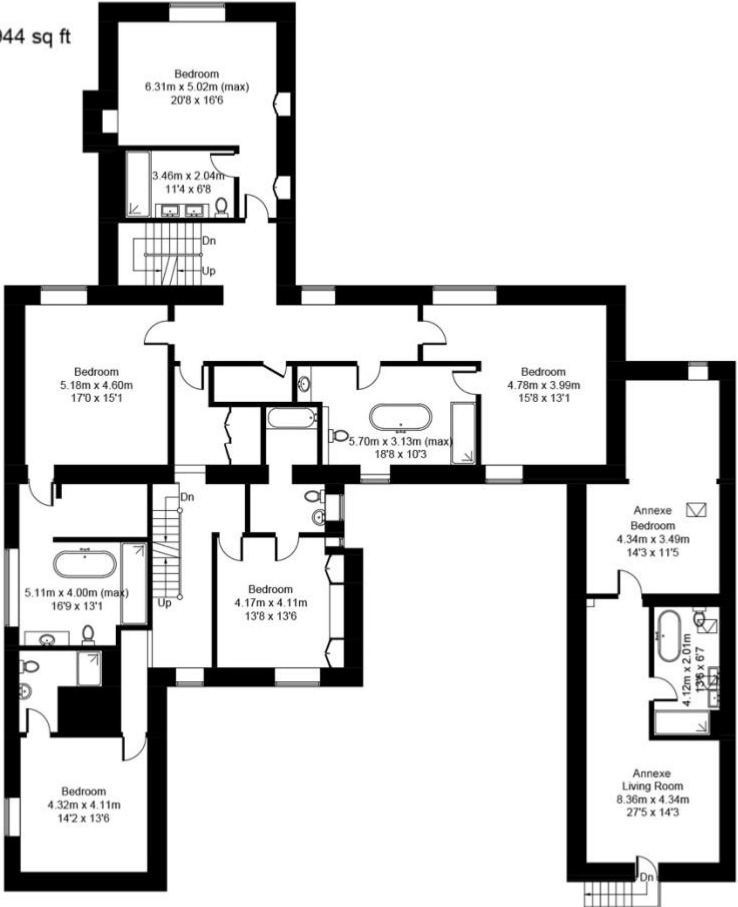 944 sq ft
Bedroom
6.31m x 5.02m (max)
20'8 x 16'6
3.46m x 2.04m
11'4 x 6'8
Dn
Up
Bedroom
5.18m x 4.60m
17'0 x 15'1
Bedroom
4.78m x 3.99m
15'8 x 13'1
5.70m x 3.13m (max)
18'8 x 10'3
Dn
Up
Annexe
Bedroom
4.34m x 3.49m
14'3 x 11'5
5.11m x 4.00m (max)
16'9 x 13'1
Bedroom
4.17m x 4.11m
13'8 x 13'6
4.12m x 2.01m
13'6 x 6'7
Bedroom
4.32m x 4.11m
14'2 x 13'6
Annexe
Living Room
8.36m x 4.34m
27'5 x 14'3
Dn